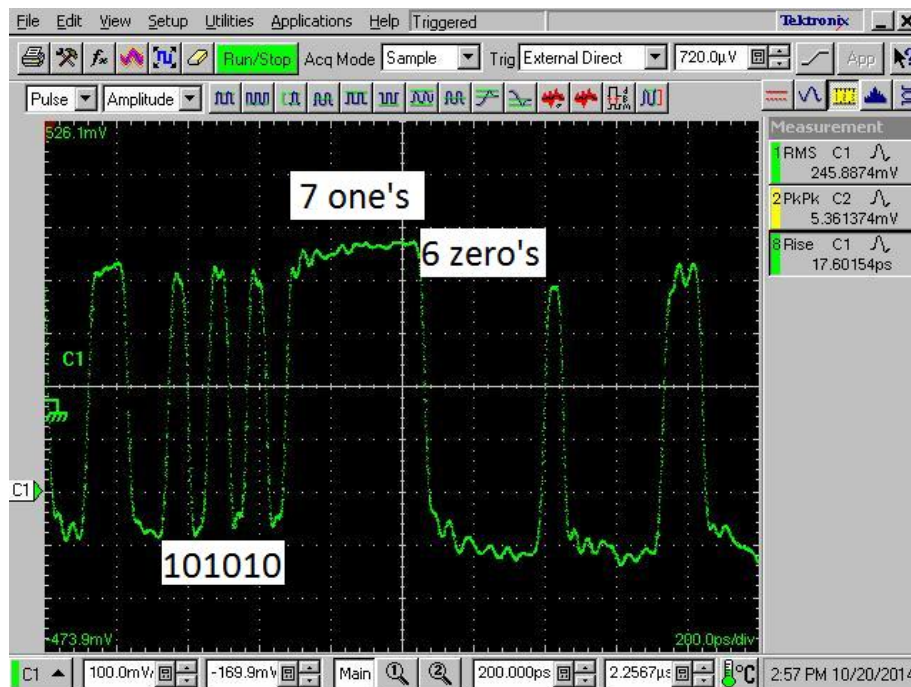 File Edit View Setup Utilities Applications Help Triggered Tektronix
Run/Stop Acq Mode Sample Trig External Direct 720.0µV App
Pulse Amplitude
526.1mV
Measurement
1 RMS C1
245.8874mV
2 PkPk C2
5.361374mV
8 Rise C1
17.60154ps
7 one's
6 zero's
C1
C1
101010
-473.9mV 200.0ps/div
C1 100.0mV/ -169.9mV Main 1 2 200.000ps 2.2567µs °C 2:57 PM 10/20/2014